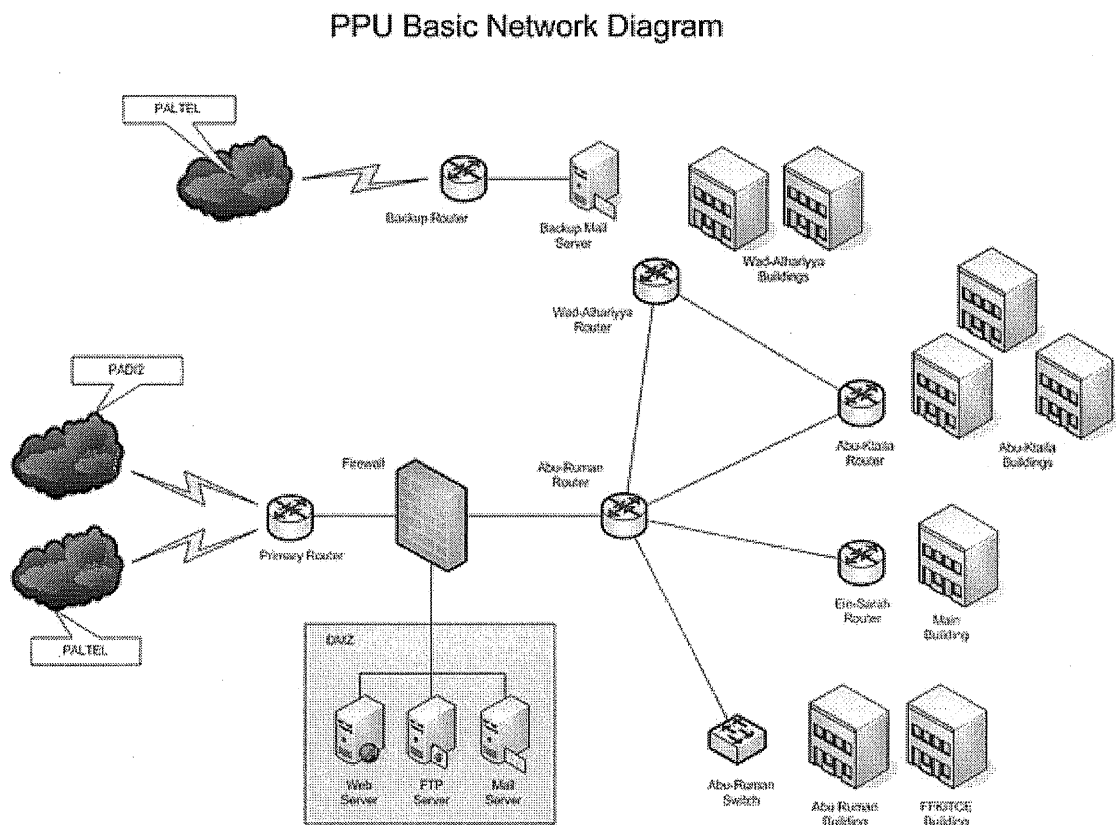 PPU Basic Network Diagram
PALTEL
Backup Router
Backup Mail
Server
Wad-Alhariyya
Buildings
Wad-Alhariyya
Router
PADI2
Firewall
Abu-Ruman
Router
Abu-Ktaila
Router
Abu-Ktaila
Buildings
Primary Router
Ein-Sarah
Router
Main
Building
PALTEL
DMZ
Web
Server
FTP
Server
Mail
Server
Abu-Ruman
Switch
Abu Ruman
Building
Building